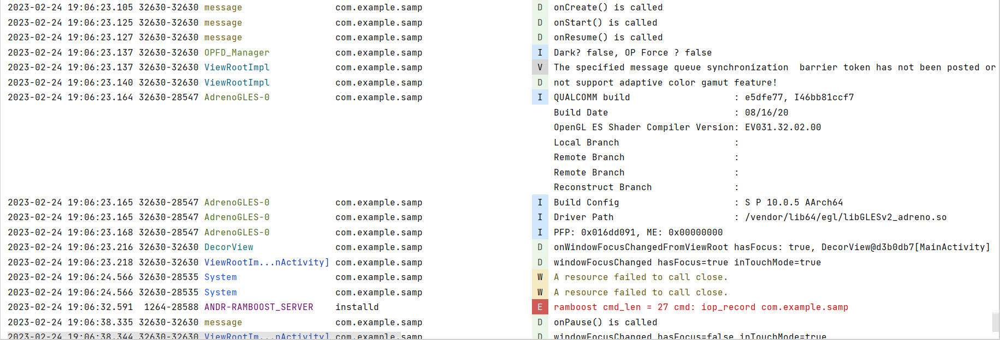 2023-02-24 19:06:23.105 32630-32630 message com.example.samp D onCreate() is called
2023-02-24 19:06:23.125 32630-32630 message com.example.samp D onStart() is called
2023-02-24 19:06:23.127 32630-32630 message com.example.samp D onResume() is called
2023-02-24 19:06:23.137 32630-32630 OPFD_Manager com.example.samp I Dark? false, OP Force ? false
2023-02-24 19:06:23.137 32630-32630 ViewRootImpl com.example.samp V The specified message queue synchronization  barrier token has not been posted or
2023-02-24 19:06:23.140 32630-32630 ViewRootImpl com.example.samp D not support adaptive color gamut feature!
2023-02-24 19:06:23.164 32630-28547 AdrenoGLES-0 com.example.samp I QUALCOMM build : e5dfe77, I46bb81ccf7
Build Date : 08/16/20
OpenGL ES Shader Compiler Version: EV031.32.02.00
Local Branch :
Remote Branch :
Remote Branch :
Reconstruct Branch :
2023-02-24 19:06:23.165 32630-28547 AdrenoGLES-0 com.example.samp I Build Config : S P 10.0.5 AArch64
2023-02-24 19:06:23.165 32630-28547 AdrenoGLES-0 com.example.samp I Driver Path : /vendor/lib64/egl/libGLESv2_adreno.so
2023-02-24 19:06:23.168 32630-28547 AdrenoGLES-0 com.example.samp I PFP: 0x016dd091, ME: 0x00000000
2023-02-24 19:06:23.216 32630-32630 DecorView com.example.samp D onWindowFocusChangedFromViewRoot hasFocus: true, DecorView@d3b0db7[MainActivity]
2023-02-24 19:06:23.218 32630-32630 ViewRootIm...nActivity] com.example.samp D windowFocusChanged hasFocus=true inTouchMode=true
2023-02-24 19:06:24.566 32630-28535 System com.example.samp W A resource failed to call close.
2023-02-24 19:06:24.566 32630-28535 System com.example.samp W A resource failed to call close.
2023-02-24 19:06:32.591 1264-28588 ANDR-RAMBOOST_SERVER installd E ramboost cmd_len = 27 cmd: iop_record com.example.samp
2023-02-24 19:06:38.335 32630-32630 message com.example.samp D onPause() is called
2023-02-24 19:06:38.344 32630-32630 ViewRootIm...nActivity] com.example.samp D windowFocusChanged hasFocus=false inTouchMode=true